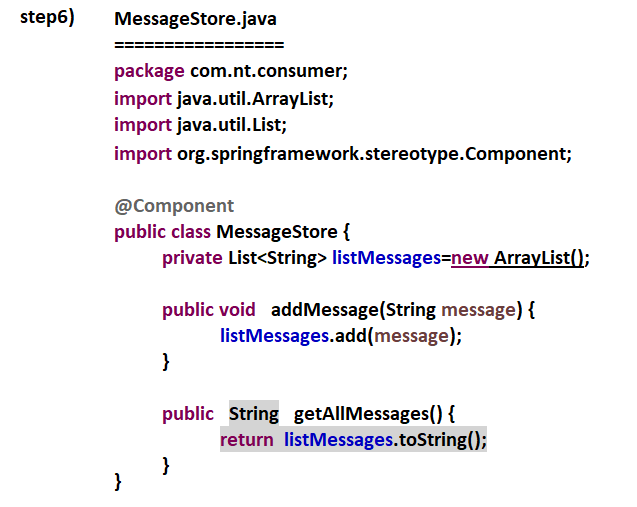 step6) MessageStore.java
=================
package com.nt.consumer;
import java.util.ArrayList;
import java.util.List;
import org.springframework.stereotype.Component;
@Component
public class MessageStore {
private List<String> listMessages=new ArrayList();
public void addMessage(String message) {
listMessages.add(message);
}
public String getAllMessages() {
return listMessages.toString();
}
}